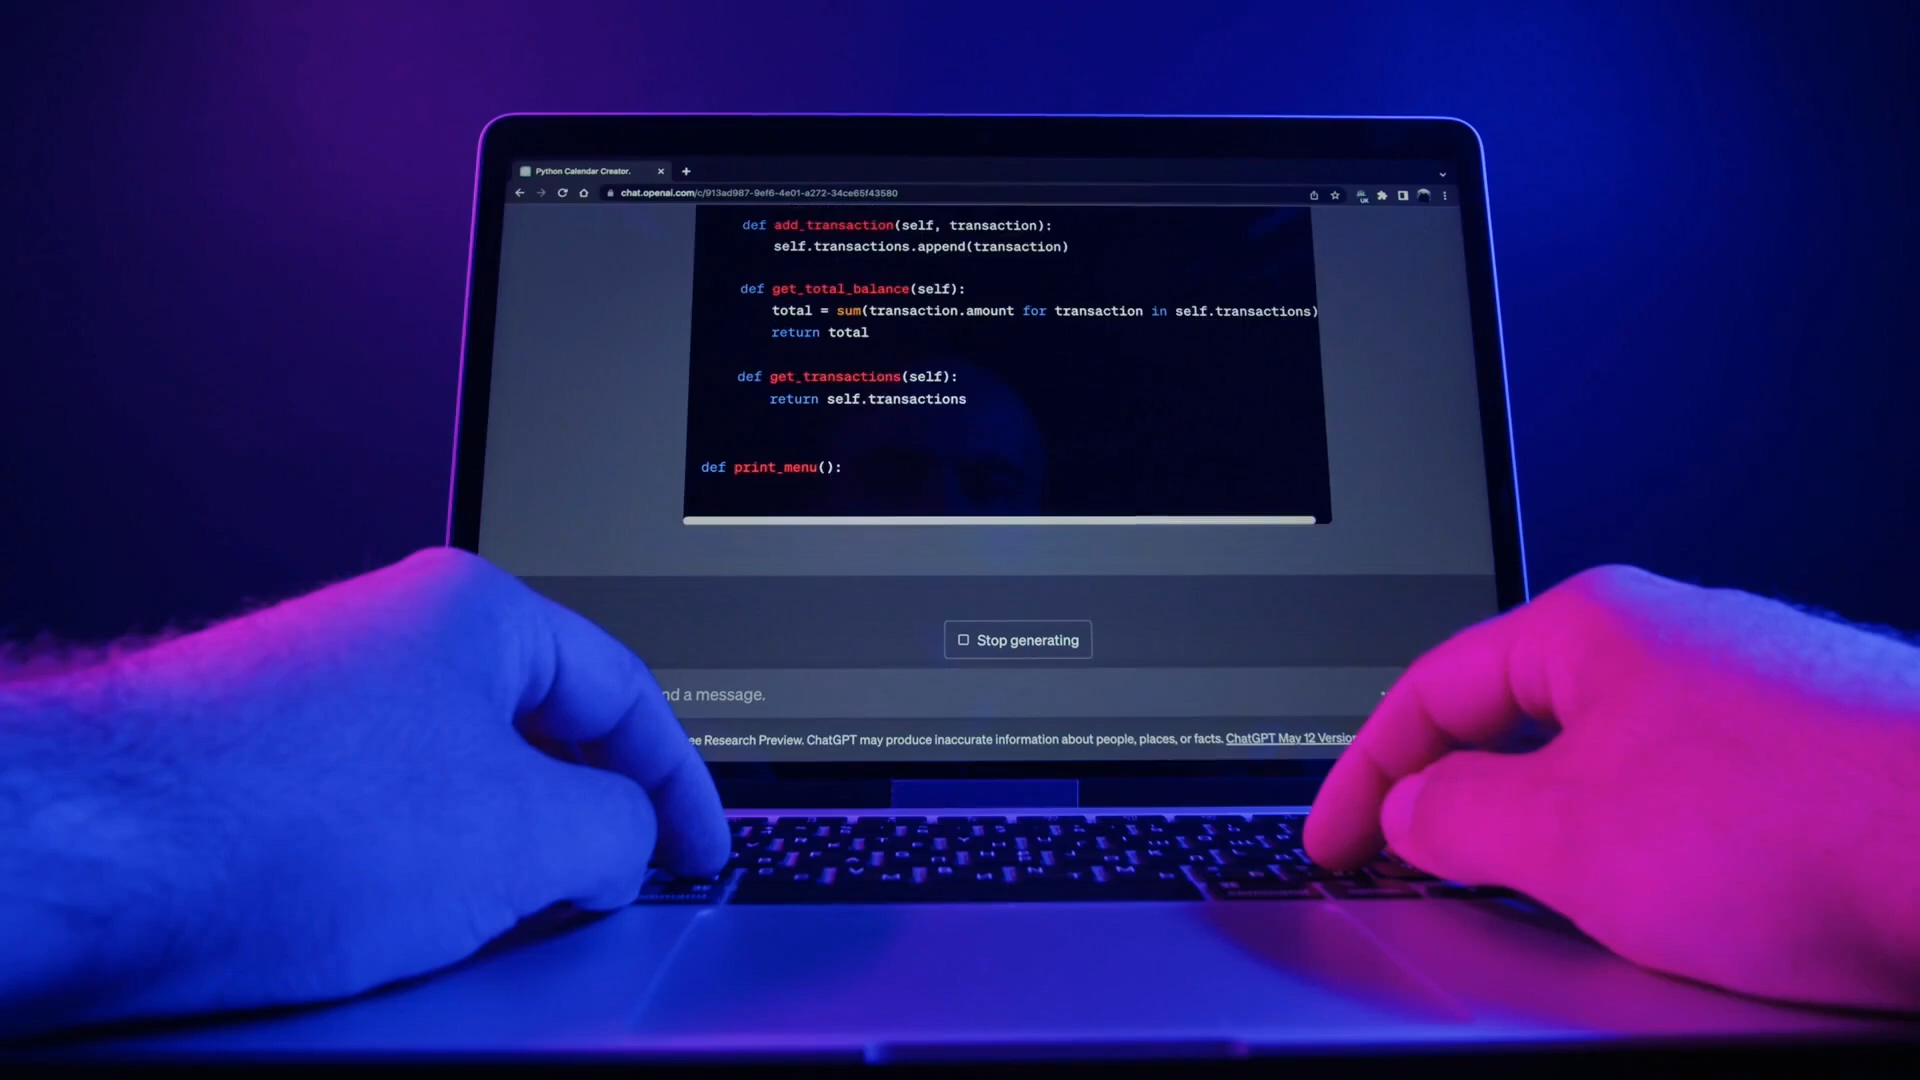 Python Calendar Creator.
chat.openai.com/c/913ad987-9ef6-4e01-a272-34ce65f43580
UK
def add_transaction(self, transaction):
self.transactions.append(transaction)
def get_total_balance(self):
total = sum(transaction.amount for transaction in self.transactions)
return total
def get_transactions(self):
return self.transactions
def print_menu():
Stop generating
a message.
Research Preview. ChatGPT may produce inaccurate information about people, places, or facts. ChatGPT May 12 Version